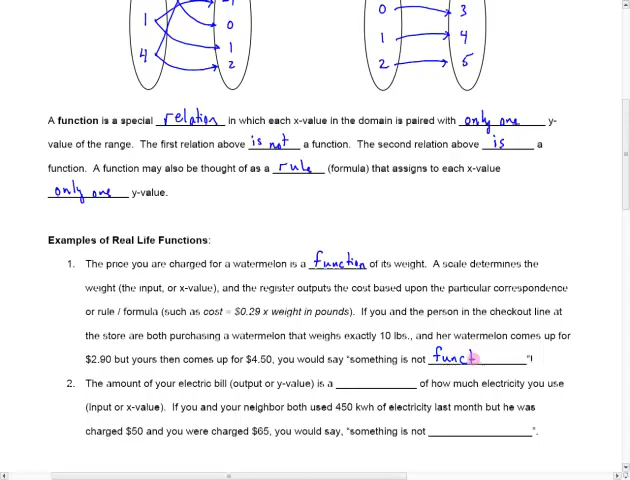 -1
1 0
1
4 2
0 3
1 4
2 5
A function is a special relation in which each x-value in the domain is paired with only one y-
value of the range. The first relation above is not a function. The second relation above is a
function. A function may also be thought of as a rule (formula) that assigns to each x-value
only one y-value.
Examples of Real Life Functions:
1. The price you are charged for a watermelon is a function of its weight. A scale determines the
weight (the input, or x-value), and the register outputs the cost based upon the particular correspondence
or rule / formula (such as cost = $0.29 x weight in pounds). If you and the person in the checkout line at
the store are both purchasing a watermelon that weighs exactly 10 lbs., and her watermelon comes up for
$2.90 but yours then comes up for $4.50, you would say "something is not funct "!
2. The amount of your electric bill (output or y-value) is a ________________ of how much electricity you use
(input or x-value). If you and your neighbor both used 450 kwh of electricity last month but he was
charged $50 and you were charged $65, you would say, "something is not ____________________".